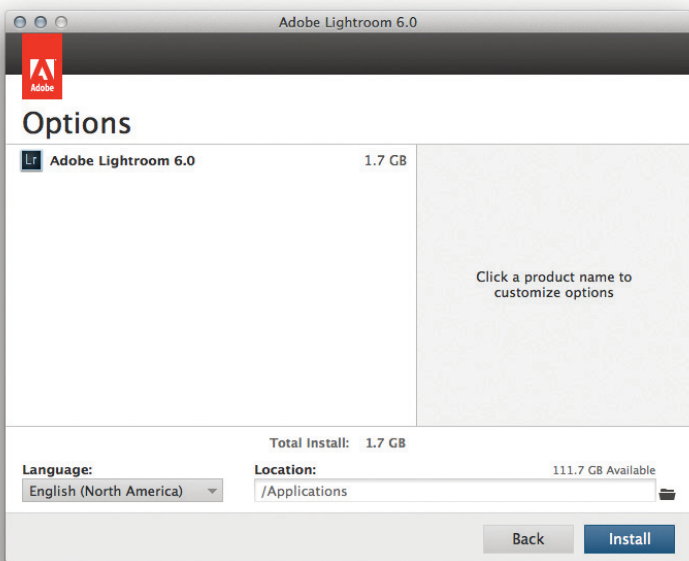 Adobe Lightroom 6.0
Adobe
Options
Lr Adobe Lightroom 6.0 1.7 GB
Click a product name to
customize options
Total Install: 1.7 GB
Language: Location: 111.7 GB Available
English (North America) /Applications
Back Install